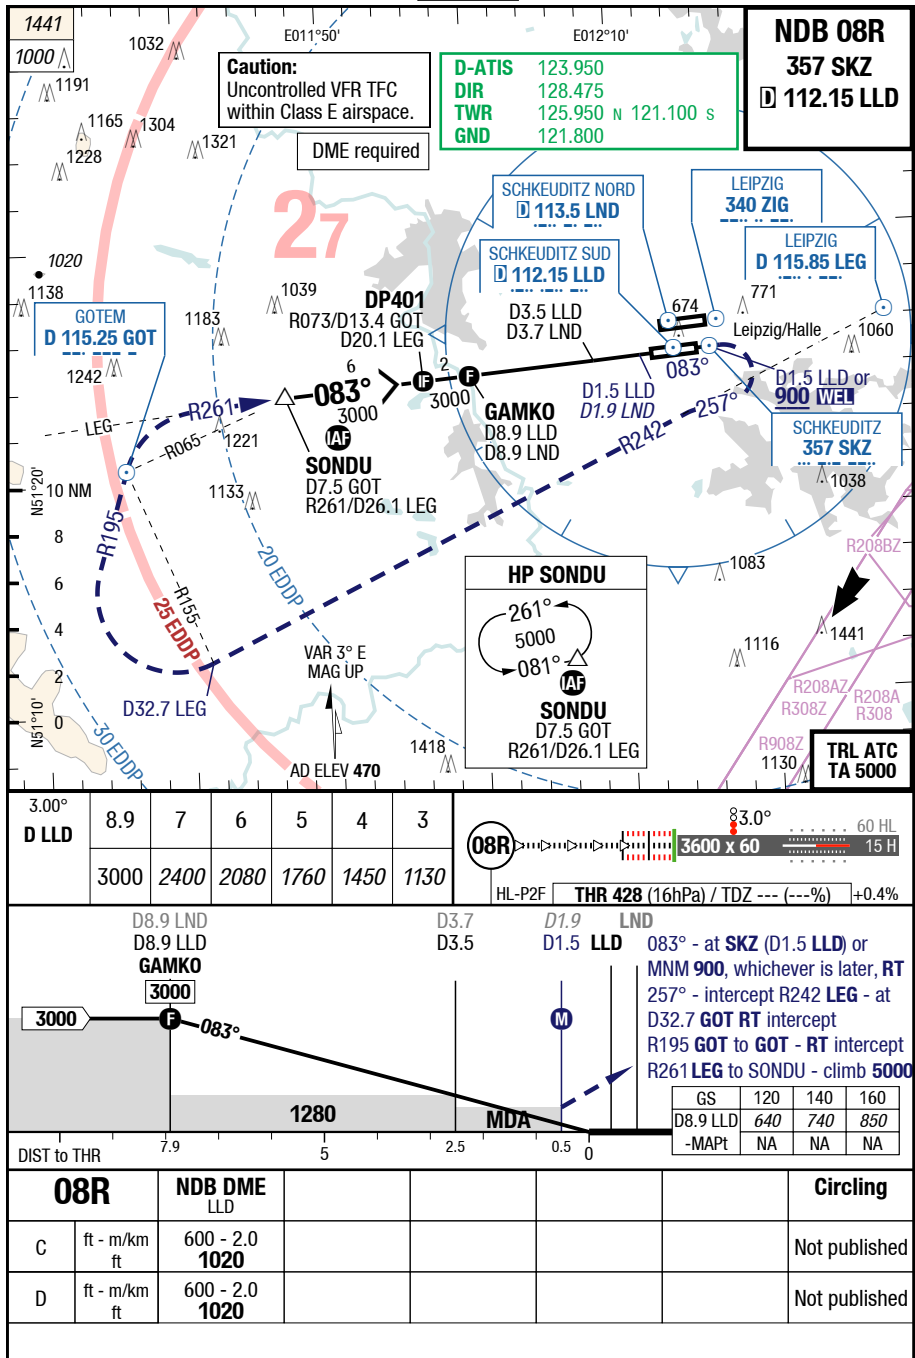 1441
1000
1032
E011°50'
E012°10'
NDB 08R
357 SKZ
D 112.15 LLD
Caution:
Uncontrolled VFR TFC
within Class E airspace.
D-ATIS 123.950
DIR 128.475
TWR 125.950 N 121.100 S
GND 121.800
DME required
1191
1165
1304
1321
1228
27
SCHKEUDITZ NORD
D 113.5 LND
LEIPZIG
340 ZIG
SCHKEUDITZ SUD
D 112.15 LLD
LEIPZIG
D 115.85 LEG
1020
1138
1039
1183
GOTEM
D 115.25 GOT
1242
DP401
R073/D13.4 GOT
D20.1 LEG
D3.5 LLD
D3.7 LND
674
771
Leipzig/Halle
1060
6
083°
3000
IF
2
F
3000
083°
D1.5 LLD
D1.9 LND
D1.5 LLD or
900 WEL
R261
LEG
R065
1221
IAF
SONDU
D7.5 GOT
R261/D26.1 LEG
GAMKO
D8.9 LLD
D8.9 LND
R242
257°
SCHKEUDITZ
357 SKZ
1038
N51°20'
10 NM
1133
R195
8
20 EDDP
R208BZ
6
R155
25 EDDP
HP SONDU
261°
5000
081°
IAF
SONDU
D7.5 GOT
R261/D26.1 LEG
1083
4
1441
1116
VAR 3° E
MAG UP
2
D32.7 LEG
R208AZ
R308Z
R208A
R308
N51°10'
0
30 EDDP
1418
R908Z
1130
AD ELEV 470
TRL ATC
TA 5000
3.00°
D LLD 8.9 7 6 5 4 3
3000 2400 2080 1760 1450 1130
08R
3.0°
60 HL
3600 x 60
15 H
HL-P2F
THR 428 (16hPa) / TDZ --- (---%)
+0.4%
D8.9 LND D3.7 D1.9 LND
D8.9 LLD D3.5 D1.5 LLD
GAMKO
3000
3000
F
083°
M
083° - at SKZ (D1.5 LLD) or
MNM 900, whichever is later, RT
257° - intercept R242 LEG - at
D32.7 GOT RT intercept
R195 GOT to GOT - RT intercept
R261 LEG to SONDU - climb 5000
1280
MDA
GS 120 140 160
D8.9 LLD 640 740 850
-MAPt NA NA NA
DIST to THR 7.9 5 2.5 0.5 0
08R NDB DME Circling
LLD
C ft - m/km 600 - 2.0 Not published
ft 1020
D ft - m/km 600 - 2.0 Not published
ft 1020